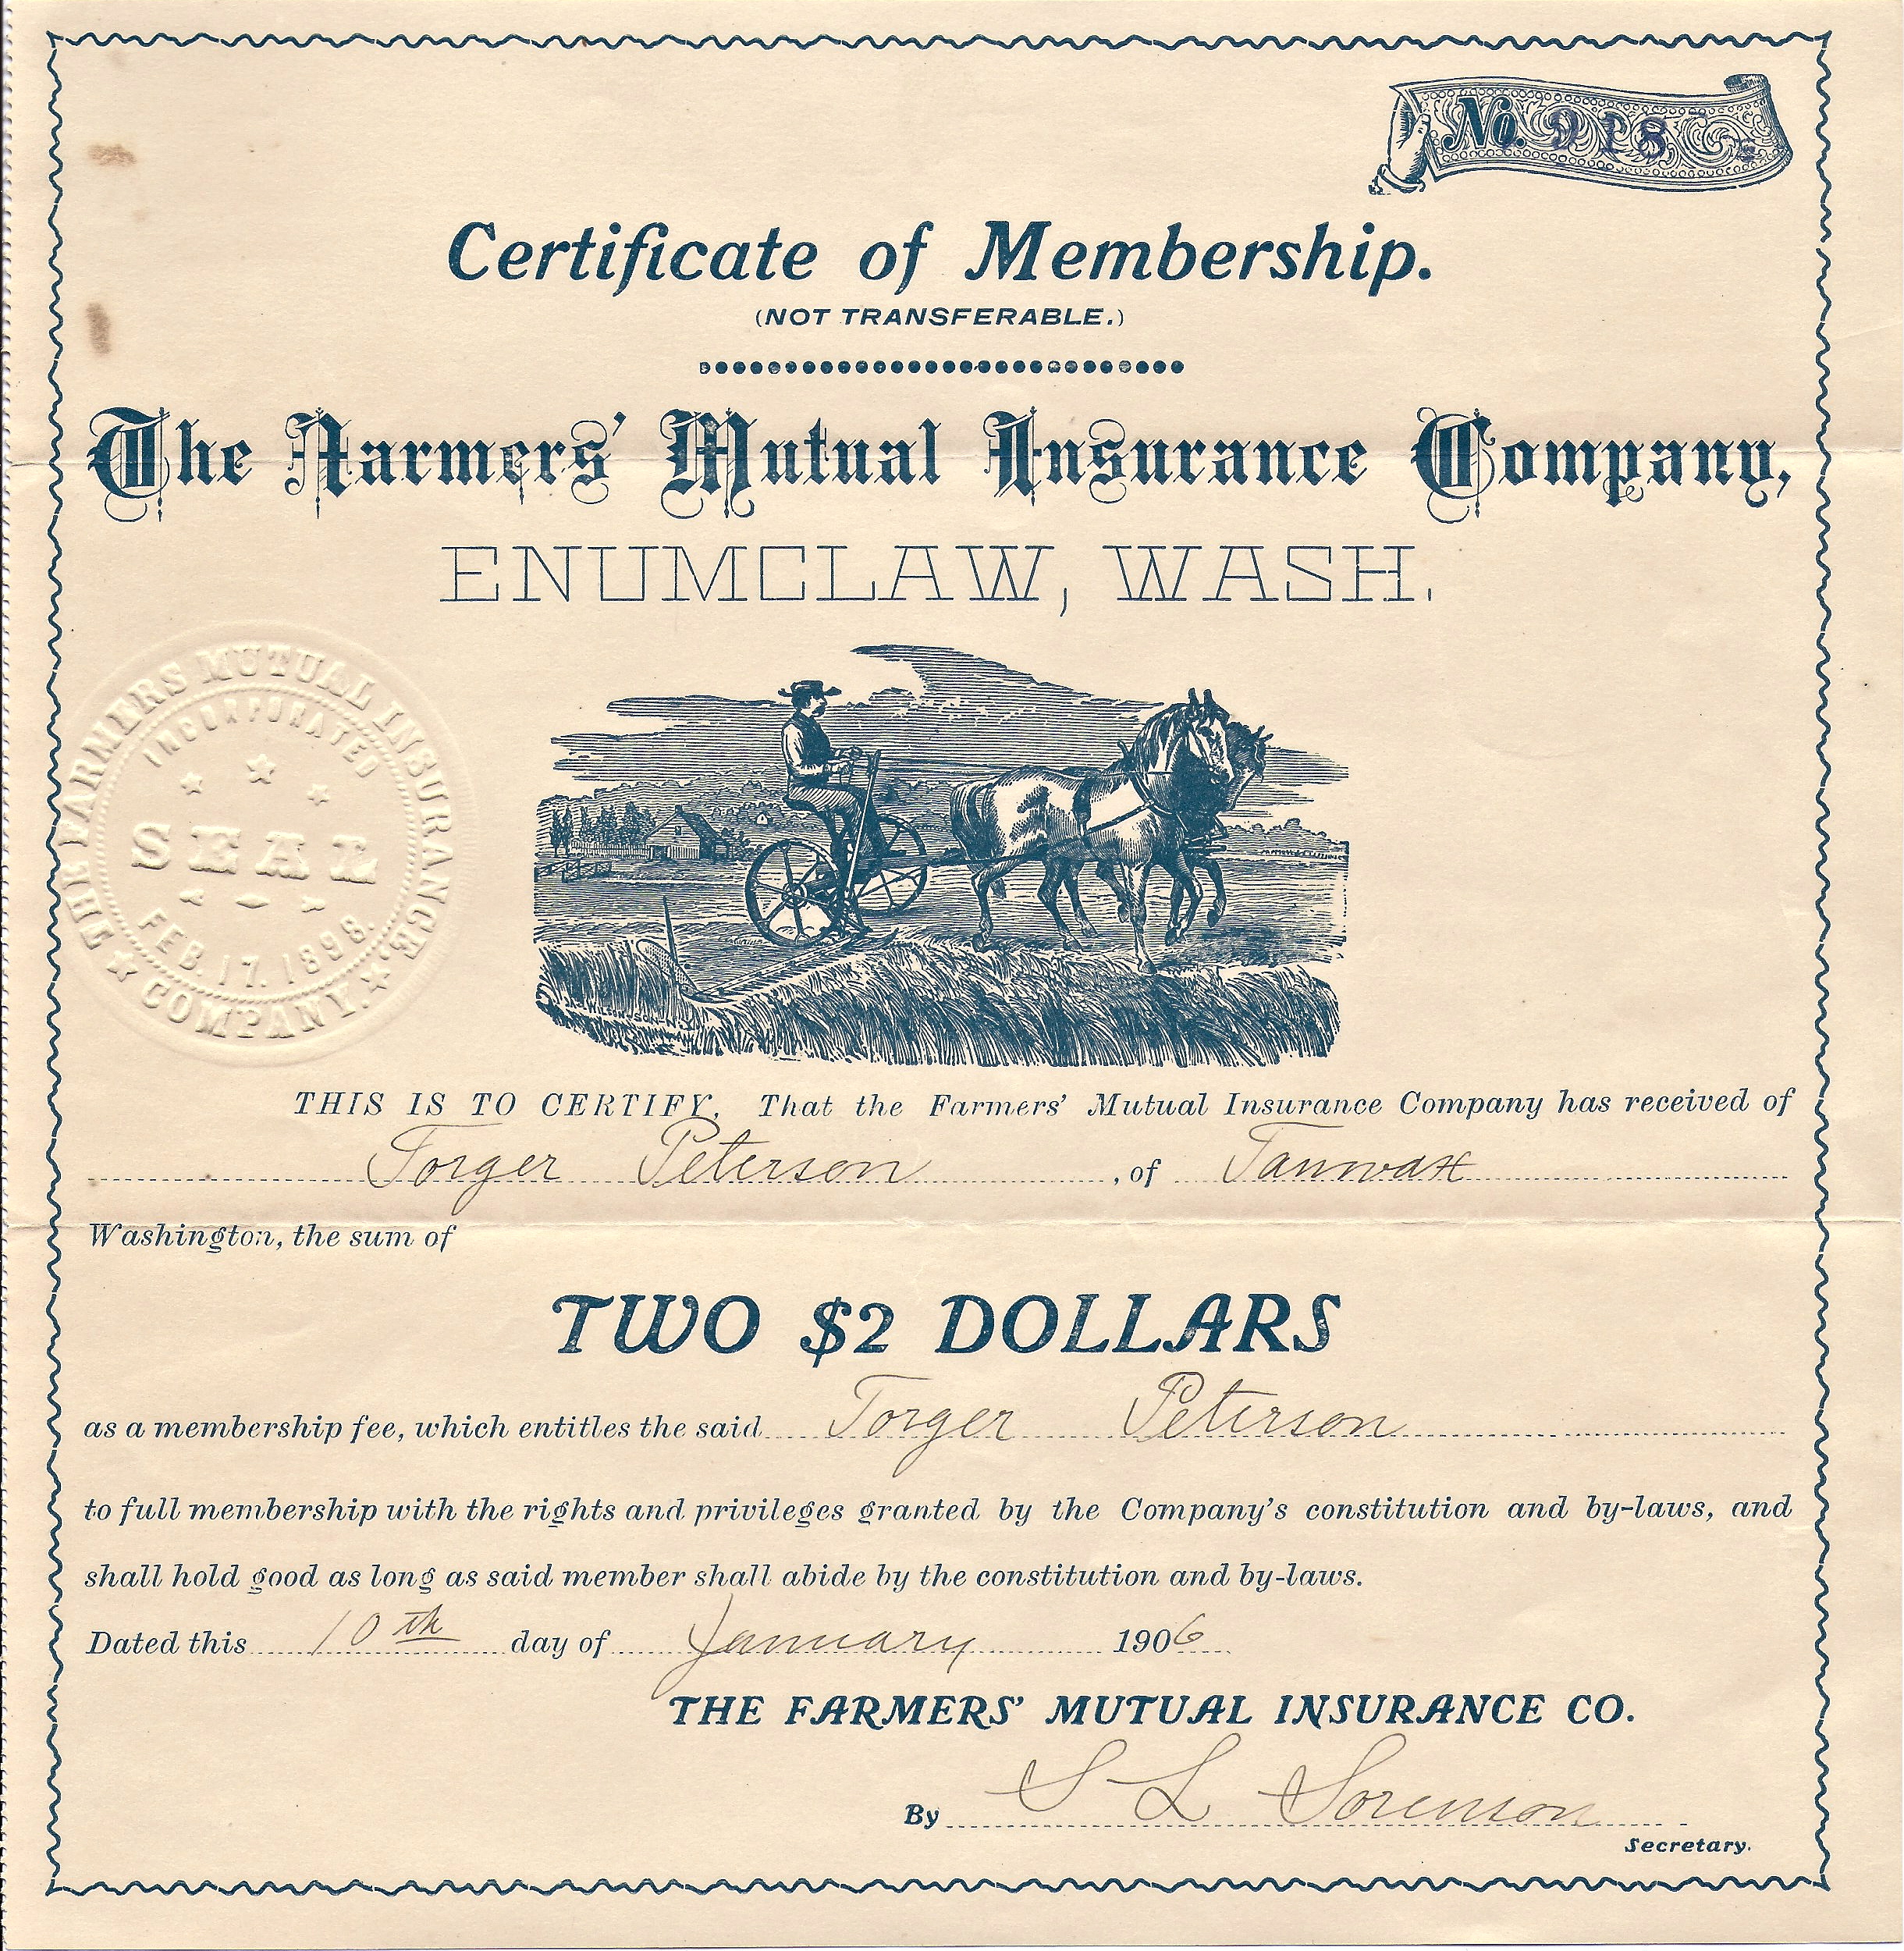 No. 918
Certificate of Membership.
(NOT TRANSFERABLE.)
The Farmers' Mutual Insurance Company,
ENUMCLAW, WASH.
THE FARMERS MUTUAL INSURANCE COMPANY.
INCORPORATED
SEAL
FEB. 17. 1898.
THIS IS TO CERTIFY, That the Farmers' Mutual Insurance Company has received of
Torger Peterson, of Tanwax
Washington, the sum of
TWO $2 DOLLARS
as a membership fee, which entitles the said Torger Peterson
to full membership with the rights and privileges granted by the Company's constitution and by-laws, and
shall hold good as long as said member shall abide by the constitution and by-laws.
Dated this 10th day of January 1906
THE FARMERS' MUTUAL INSURANCE CO.
By S L Sorenson
Secretary.